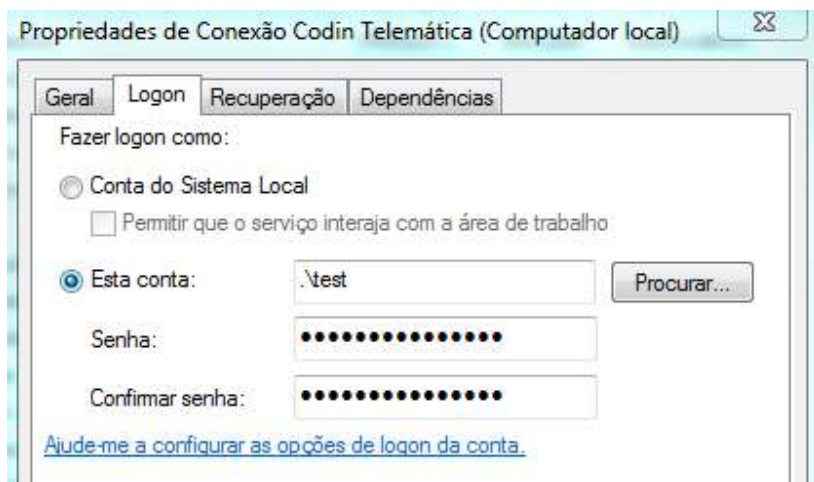 Propriedades de Conexão Codin Telemática (Computador local)
Geral Logon Recuperação Dependências
Fazer logon como:
Conta do Sistema Local
Permitir que o serviço interaja com a área de trabalho
Esta conta: .\test Procurar...
Senha: •••••••••••••••
Confirmar senha: •••••••••••••••
Ajude-me a configurar as opções de logon da conta.